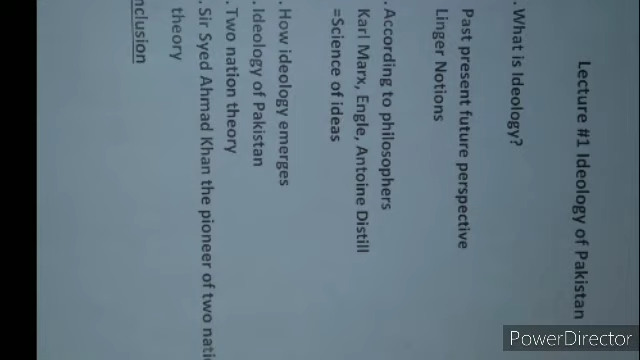 Lecture #1 Ideology of Pakistan
. What is Ideology?
Past present future perspective
Linger Notions
. According to philosophers
Karl Marx, Engle, Antoine Distill
=Science of ideas
. How ideology emerges
. Ideology of Pakistan
. Two nation theory
. Sir Syed Ahmad Khan the pioneer of two nati
theory
nclusion
PowerDirector